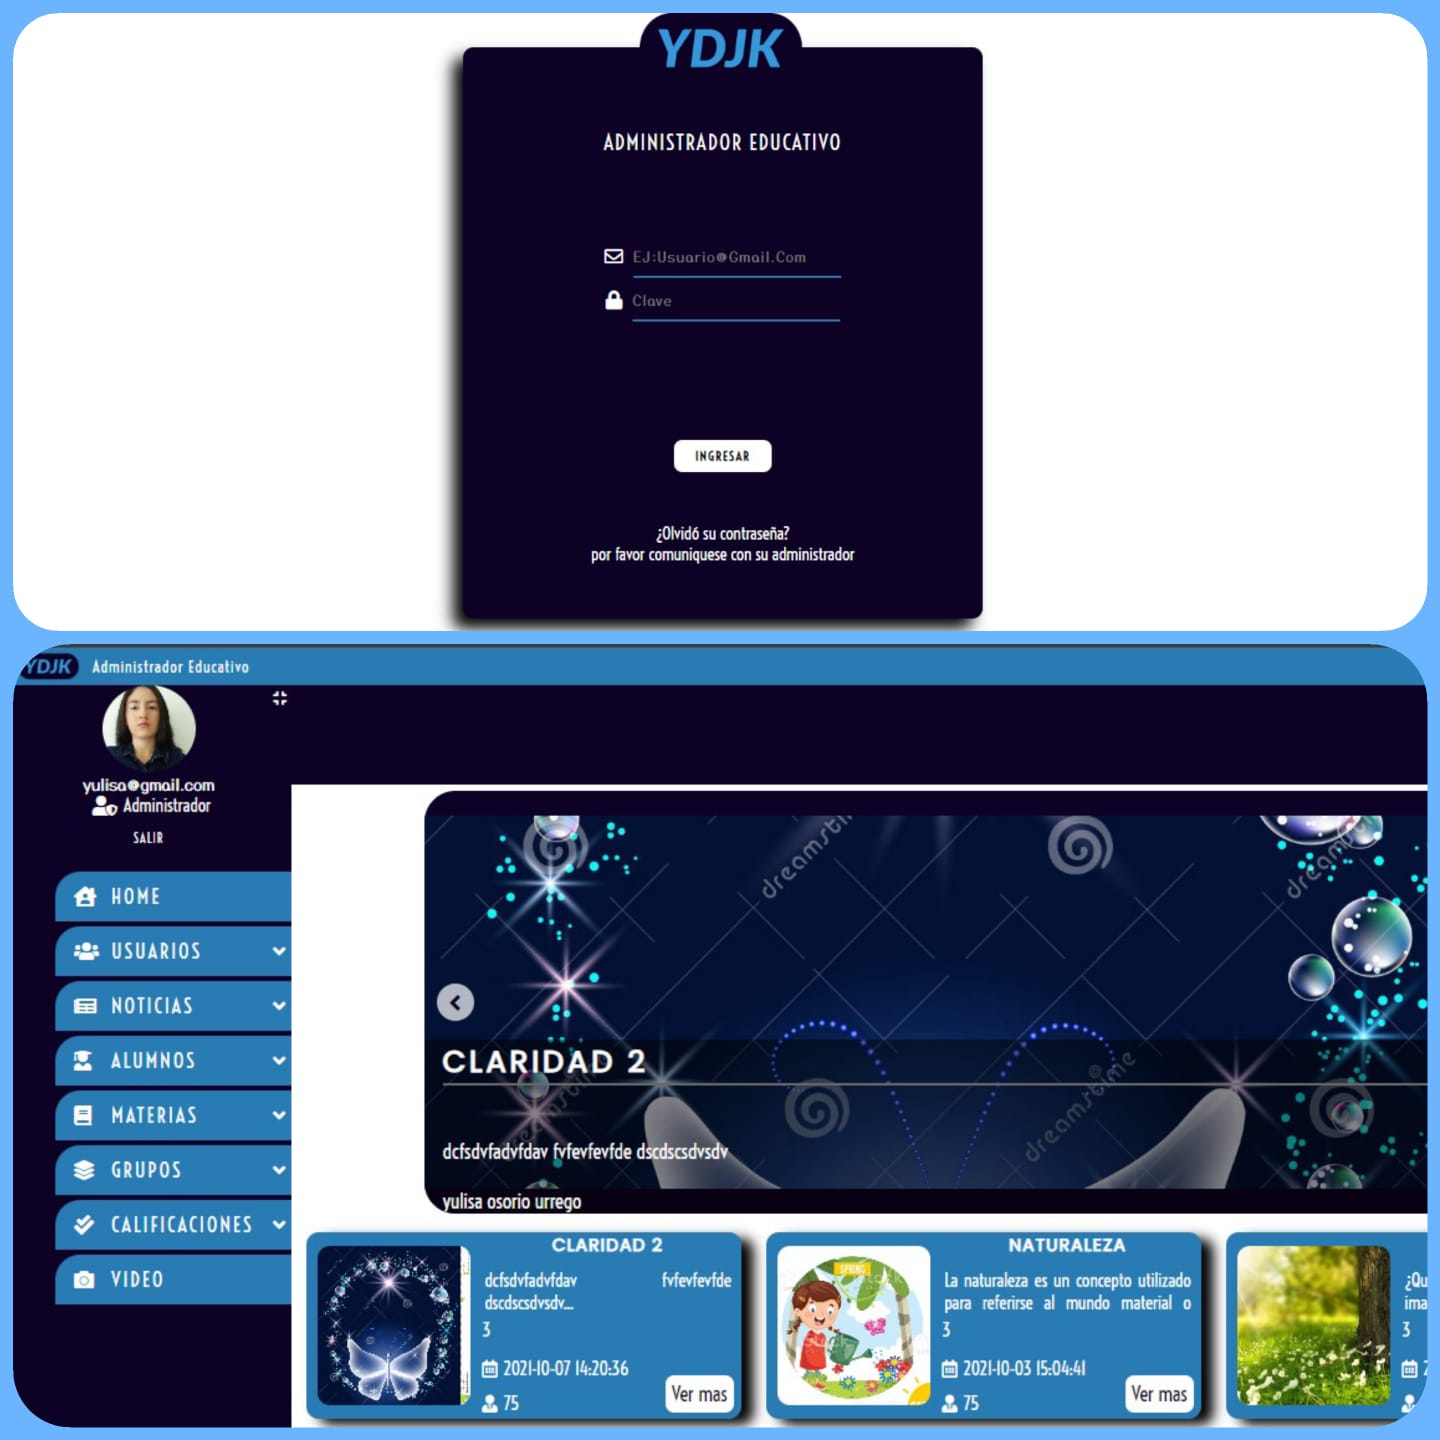 YDJK
ADMINISTRADOR EDUCATIVO
EJ:Usuario@Gmail.Com
Clave
INGRESAR
¿Olvidó su contraseña?
por favor comuniquese con su administrador
YDJK Administrador Educativo
yulisa@gmail.com
Administrador
SALIR
HOME
USUARIOS
NOTICIAS
ALUMNOS
MATERIAS
GRUPOS
CALIFICACIONES
VIDEO
dreamstime
dreamstime
dreamstime
CLARIDAD 2
dcfsdvfadvfdav fvfevfevfde dscdscsdvsdv
yulisa osorio urrego
CLARIDAD 2
dcfsdvfadvfdav fvfevfevfde
dscdscsdvsdv...
3
2021-10-07 14:20:36
75
Ver mas
SPRING
NATURALEZA
La naturaleza es un concepto utilizado
para referirse al mundo material o
3
2021-10-03 15:04:41
75
Ver mas
3